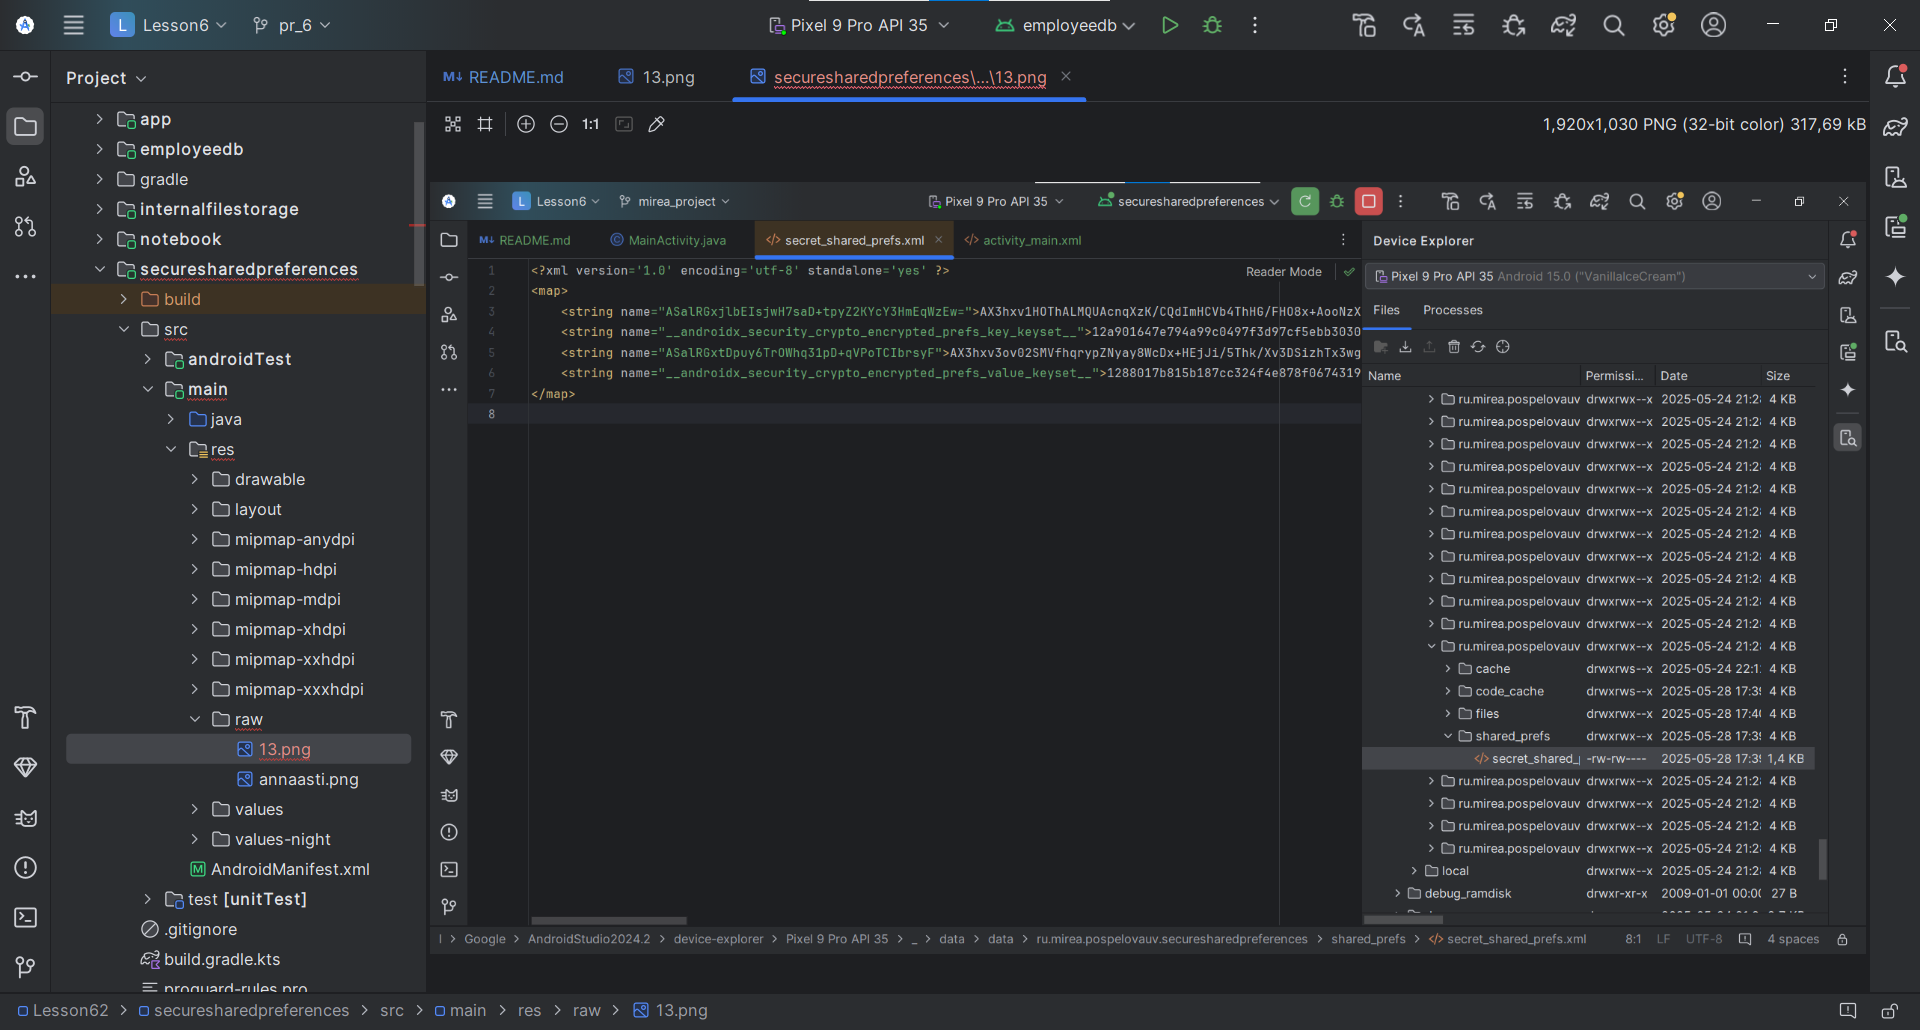 L Lesson6 pr_6 Pixel 9 Pro API 35 employeedb
Project
app
employeedb
gradle
internalfilestorage
notebook
securesharedpreferences
build
src
androidTest
main
java
res
drawable
layout
mipmap-anydpi
mipmap-hdpi
mipmap-mdpi
mipmap-xhdpi
mipmap-xxhdpi
mipmap-xxxhdpi
raw
13.png
annaasti.png
values
values-night
AndroidManifest.xml
test [unitTest]
.gitignore
build.gradle.kts
proguard-rules.pro
README.md 13.png securesharedpreferences\...\13.png
1:1 1,920x1,030 PNG (32-bit color) 317,69 kB
L Lesson6 mirea_project Pixel 9 Pro API 35 securesharedpreferences
README.md MainActivity.java secret_shared_prefs.xml activity_main.xml
Reader Mode
1 <?xml version='1.0' encoding='utf-8' standalone='yes' ?>
2 <map>
3 <string name="ASalRGxjlbEIsjwH7saD+tpyZ2KYcY3HmEqWzEw=">AX3hxv1HOThALMQUAcnqXzK/CQdImHCVb4ThHG/FHO8x+AooNzX
4 <string name="__androidx_security_crypto_encrypted_prefs_key_keyset__">12a901647e794a99c0497f3d97cf5ebb3030
5 <string name="ASalRGxtDpuy6TrOWhq31pD+qVPoTCIbrsyF">AX3hxv3ov02SMVfhqrypZNyay8WcDx+HEjJi/5Thk/Xv3DSizhTx3wg
6 <string name="__androidx_security_crypto_encrypted_prefs_value_keyset__">1288017b815b187cc324f4e878f0674319
7 </map>
8
Device Explorer
Pixel 9 Pro API 35 Android 15.0 ("VanillaIceCream")
Files Processes
Name Permissi... Date Size
ru.mirea.pospelovauv drwxrwx--x 2025-05-24 21:2 4 KB
ru.mirea.pospelovauv drwxrwx--x 2025-05-24 21:2 4 KB
ru.mirea.pospelovauv drwxrwx--x 2025-05-24 21:2 4 KB
ru.mirea.pospelovauv drwxrwx--x 2025-05-24 21:2 4 KB
ru.mirea.pospelovauv drwxrwx--x 2025-05-24 21:2 4 KB
ru.mirea.pospelovauv drwxrwx--x 2025-05-24 21:2 4 KB
ru.mirea.pospelovauv drwxrwx--x 2025-05-24 21:2 4 KB
ru.mirea.pospelovauv drwxrwx--x 2025-05-24 21:2 4 KB
ru.mirea.pospelovauv drwxrwx--x 2025-05-24 21:2 4 KB
ru.mirea.pospelovauv drwxrwx--x 2025-05-24 21:2 4 KB
ru.mirea.pospelovauv drwxrwx--x 2025-05-24 21:2 4 KB
ru.mirea.pospelovauv drwxrwx--x 2025-05-24 21:2 4 KB
cache drwxrws--x 2025-05-24 22:1 4 KB
code_cache drwxrws--x 2025-05-28 17:3 4 KB
files drwxrwx--x 2025-05-28 17:4 4 KB
shared_prefs drwxrwx--x 2025-05-28 17:3 4 KB
secret_shared_ -rw-rw---- 2025-05-28 17:3 1,4 KB
ru.mirea.pospelovauv drwxrwx--x 2025-05-24 21:2 4 KB
ru.mirea.pospelovauv drwxrwx--x 2025-05-24 21:2 4 KB
ru.mirea.pospelovauv drwxrwx--x 2025-05-24 21:2 4 KB
ru.mirea.pospelovauv drwxrwx--x 2025-05-24 21:2 4 KB
local drwxrwx--x 2025-05-24 21:2 4 KB
debug_ramdisk drwxr-xr-x 2009-01-01 00:0 27 B
l > Google > AndroidStudio2024.2 > device-explorer > Pixel 9 Pro API 35 > _ > data > data > ru.mirea.pospelovauv.securesharedpreferences > shared_prefs > secret_shared_prefs.xml 8:1 LF UTF-8 4 spaces
Lesson62 > securesharedpreferences > src > main > res > raw > 13.png